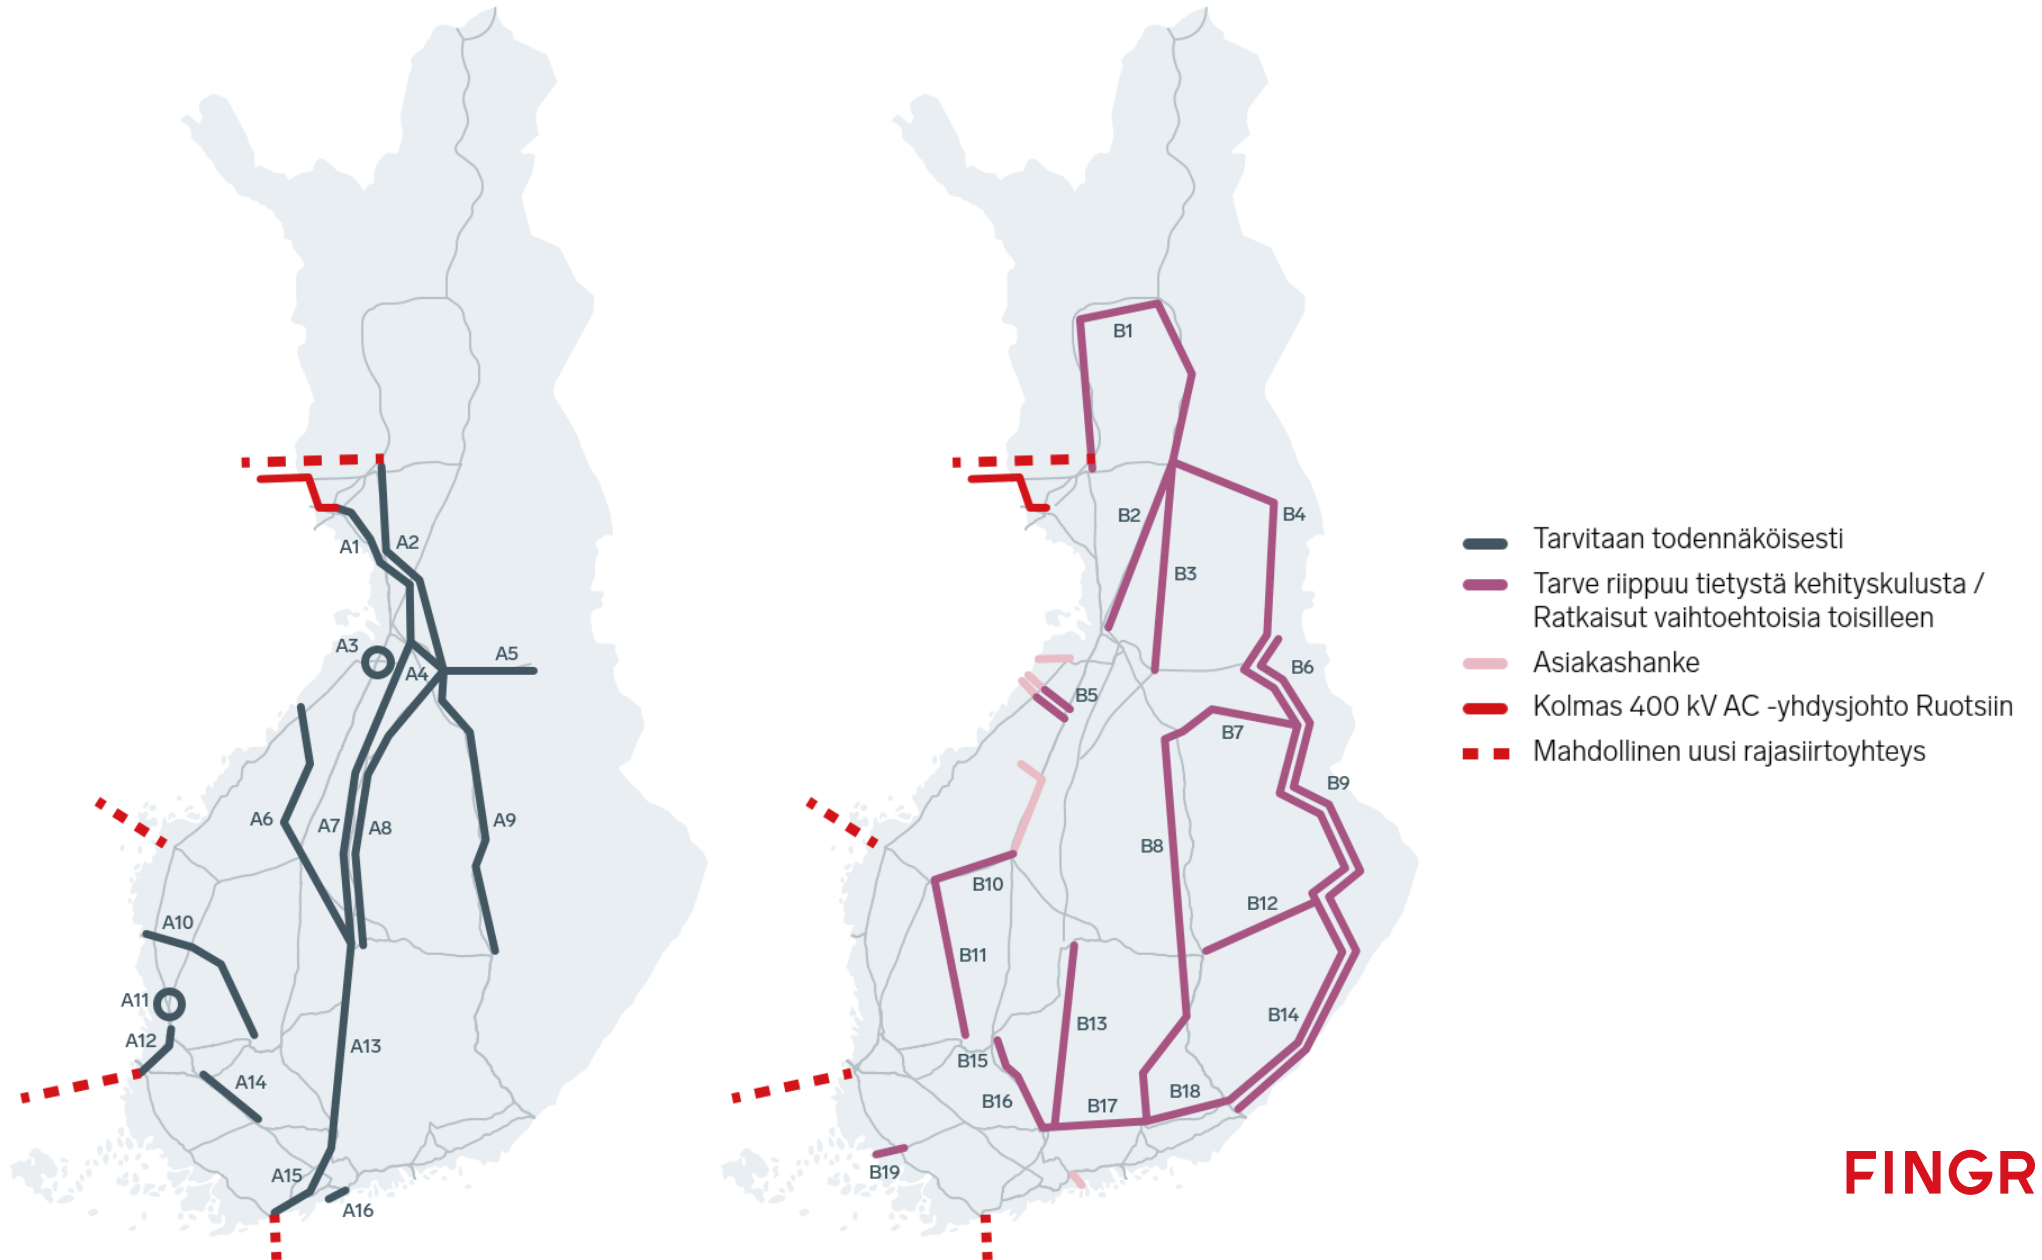 A1
A2
A3
A4
A5
A6
A7
A8
A9
A10
A11
A12
A13
A14
A15
A16
B1
B2
B3
B4
B5
B6
B7
B8
B9
B10
B11
B12
B13
B14
B15
B16
B17
B18
B19
Tarvitaan todennäköisesti
Tarve riippuu tietystä kehityskulusta /
Ratkaisut vaihtoehtoisia toisilleen
Asiakashanke
Kolmas 400 kV AC -yhdysjohto Ruotsiin
Mahdollinen uusi rajasiirtoyhteys
FINGR